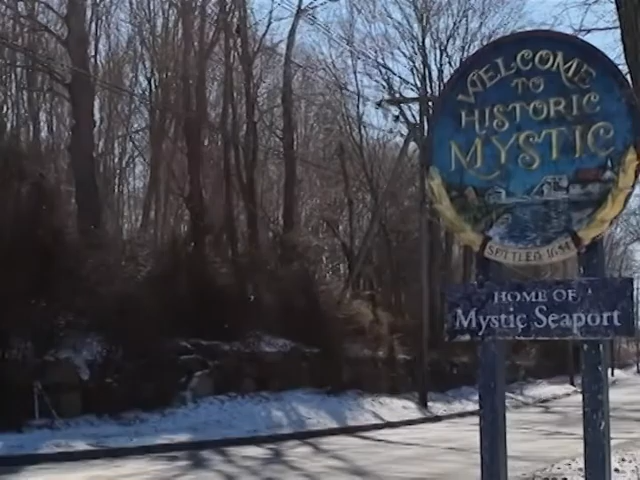 WELCOME
TO
HISTORIC
MYSTIC
SETTLED 1654
HOME OF
Mystic Seaport